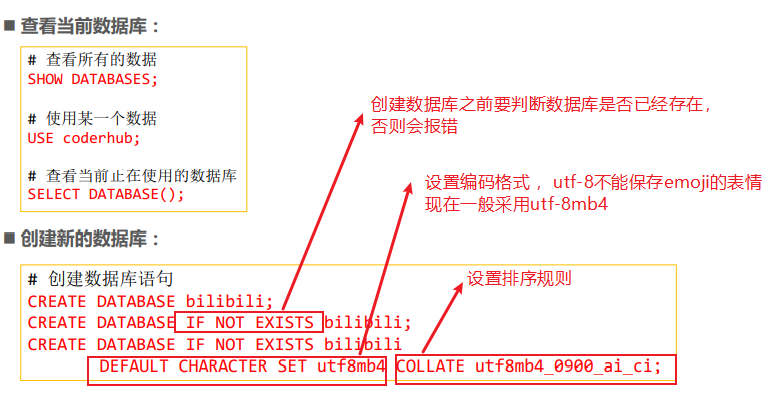 ■ 查看当前数据库：
# 查看所有的数据
SHOW DATABASES;
# 使用某一个数据
USE coderhub;
# 查看当前正在使用的数据库
SELECT DATABASE();
创建数据库之前要判断数据库是否已经存在，
否则会报错
设置编码格式 ，utf-8不能保存emoji的表情
现在一般采用utf-8mb4
■ 创建新的数据库：
设置排序规则
# 创建数据库语句
CREATE DATABASE bilibili;
CREATE DATABASE IF NOT EXISTS bilibili;
CREATE DATABASE IF NOT EXISTS bilibili
DEFAULT CHARACTER SET utf8mb4 COLLATE utf8mb4_0900_ai_ci;